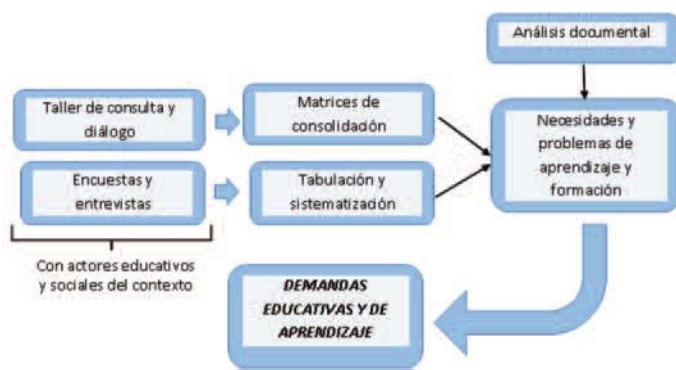 Análisis documental
Taller de consulta y
diálogo
Matrices de
consolidación
Necesidades y
problemas de
aprendizaje y
formación
Encuestas y
entrevistas
Tabulación y
sistematización
Con actores educativos
y sociales del contexto
DEMANDAS
EDUCATIVAS Y DE
APRENDIZAJE